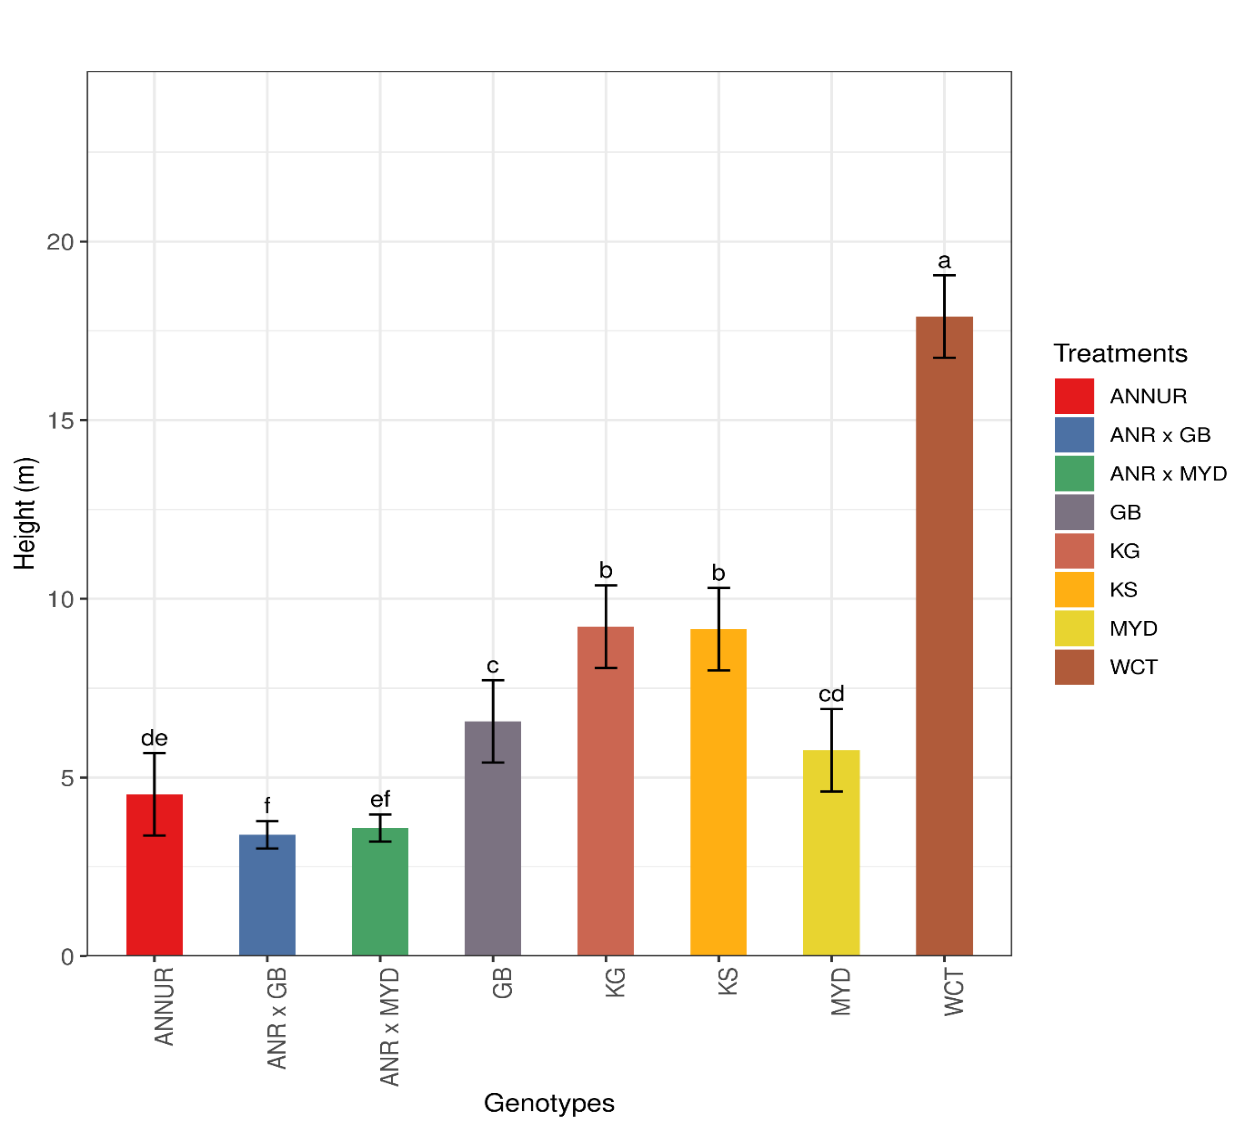 a
20
15
10
5
0
Height (m)
b
b
c
cd
de
ef
f
ANNUR
ANR x GB
ANR x MYD
GB
KG
KS
MYD
WCT
Genotypes
Treatments
ANNUR
ANR x GB
ANR x MYD
GB
KG
KS
MYD
WCT